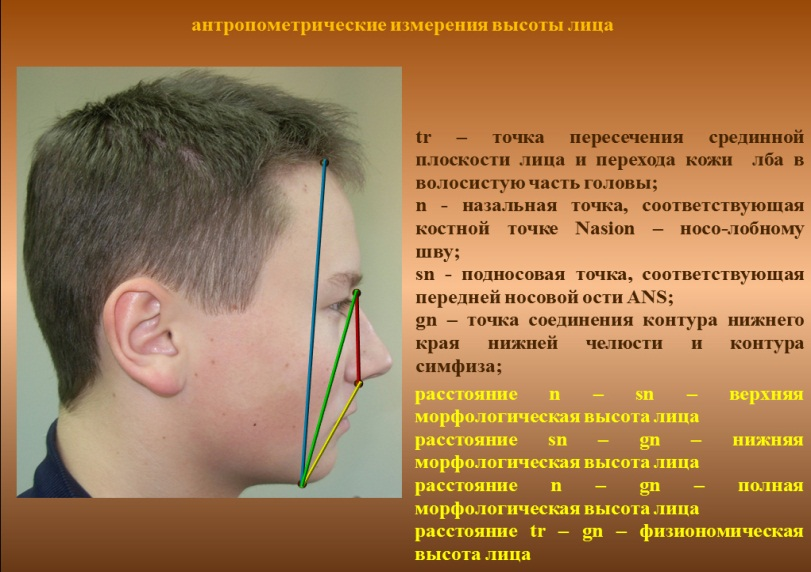 антропометрические измерения высоты лица
tr – точка пересечения срединной
плоскости лица и перехода кожи лба в
волосистую часть головы;
n - назальная точка, соответствующая
костной точке Nasion – носо-лобному
шву;
sn - подносовая точка, соответствующая
передней носовой ости ANS;
gn – точка соединения контура нижнего
края нижней челюсти и контура
симфиза;
расстояние n – sn – верхняя
морфологическая высота лица
расстояние sn – gn – нижняя
морфологическая высота лица
расстояние n – gn – полная
морфологическая высота лица
расстояние tr – gn – физиономическая
высота лица